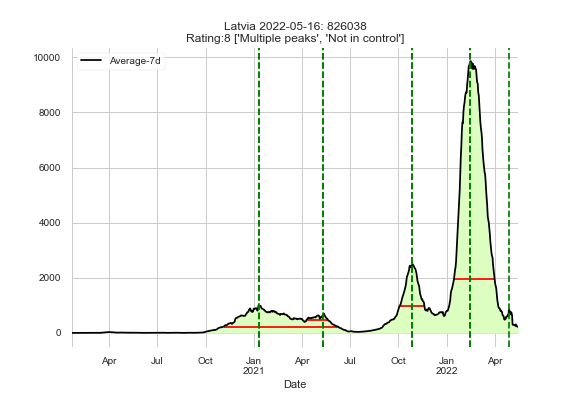 Latvia 2022-05-16: 826038
Rating:8 ['Multiple peaks', 'Not in control']
Average-7d
10000
8000
6000
4000
2000
0
Apr Jul Oct Jan Apr Jul Oct Jan Apr
2021 2022
Date